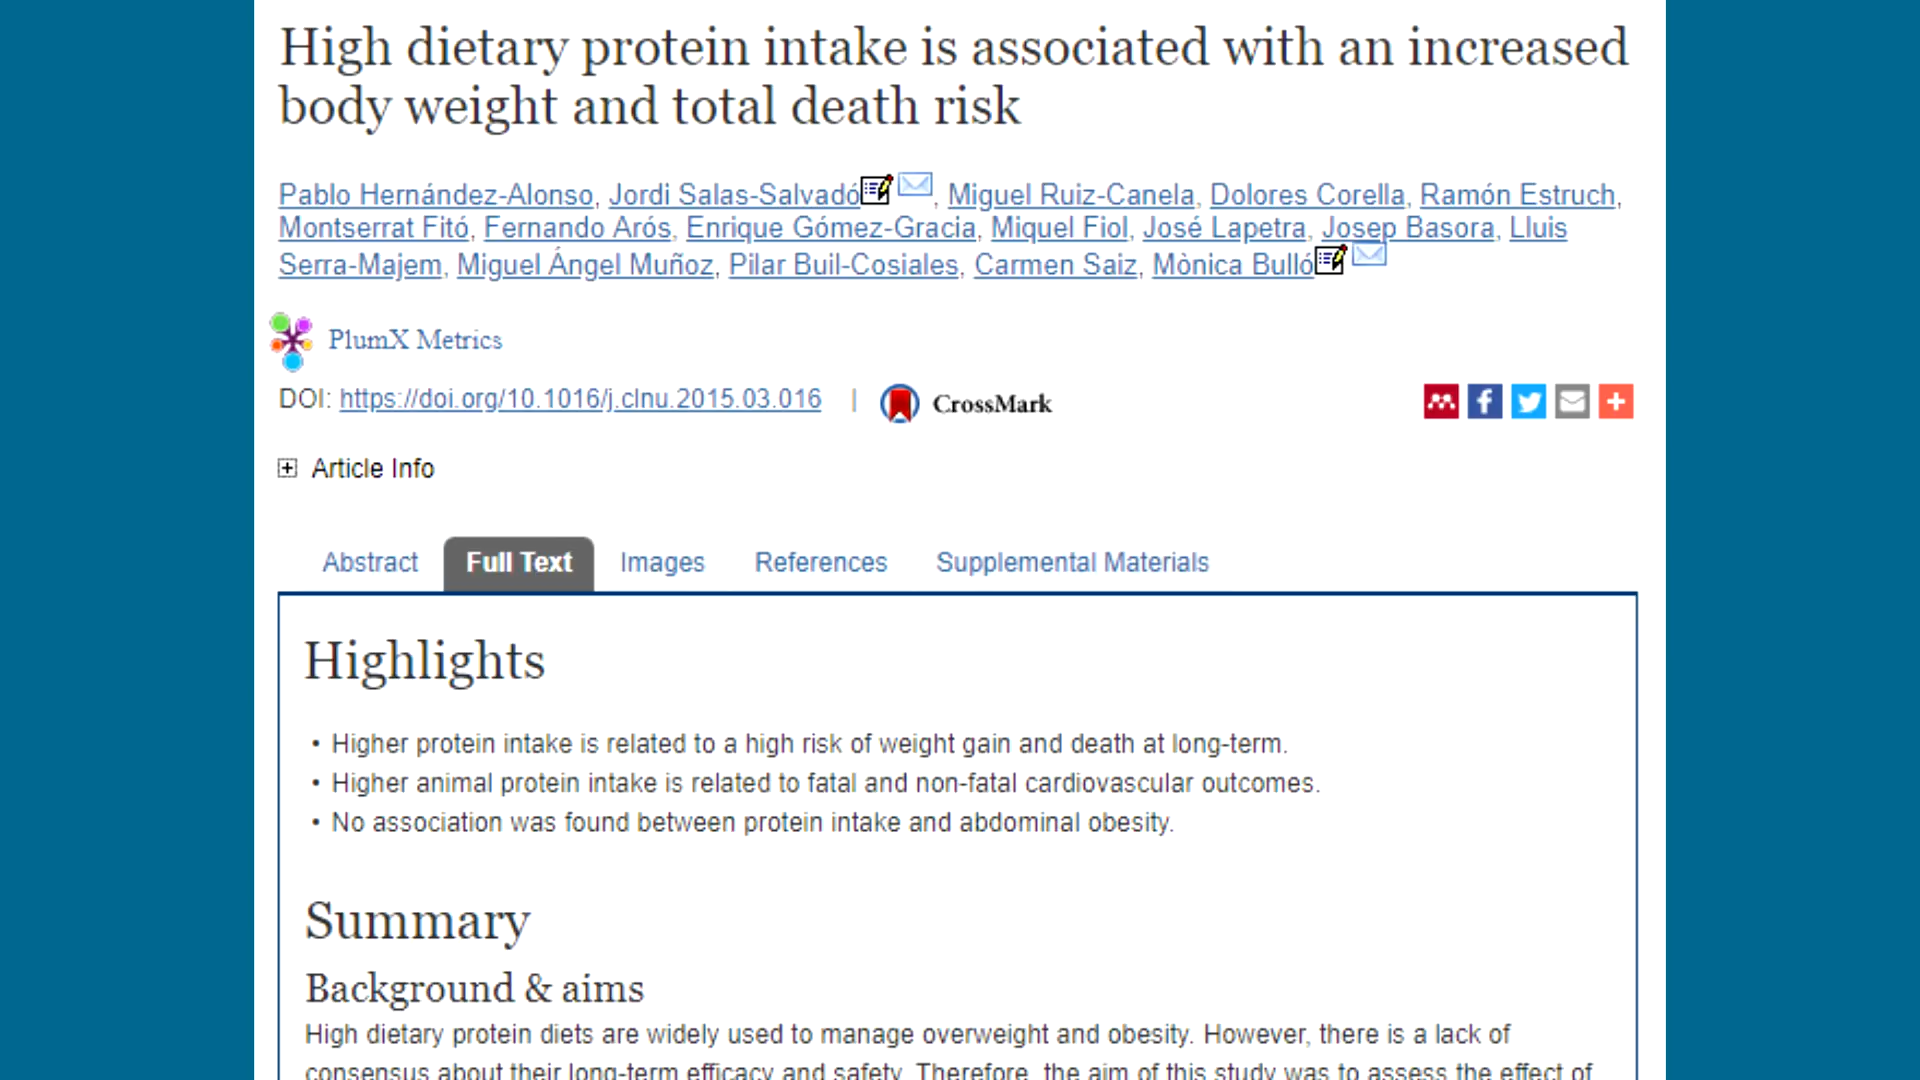 High dietary protein intake is associated with an increased
body weight and total death risk
Pablo Hernández-Alonso, Jordi Salas-Salvadó, Miguel Ruiz-Canela, Dolores Corella, Ramón Estruch,
Montserrat Fitó, Fernando Arós, Enrique Gómez-Gracia, Miquel Fiol, José Lapetra, Josep Basora, Lluis
Serra-Majem, Miguel Ángel Muñoz, Pilar Buil-Cosiales, Carmen Saiz, Mònica Bulló
PlumX Metrics
DOI: https://doi.org/10.1016/j.clnu.2015.03.016 | CrossMark
Article Info
Abstract Full Text Images References Supplemental Materials
Highlights
• Higher protein intake is related to a high risk of weight gain and death at long-term.
• Higher animal protein intake is related to fatal and non-fatal cardiovascular outcomes.
• No association was found between protein intake and abdominal obesity.
Summary
Background & aims
High dietary protein diets are widely used to manage overweight and obesity. However, there is a lack of
consensus about their long-term efficacy and safety. Therefore, the aim of this study was to assess the effect of